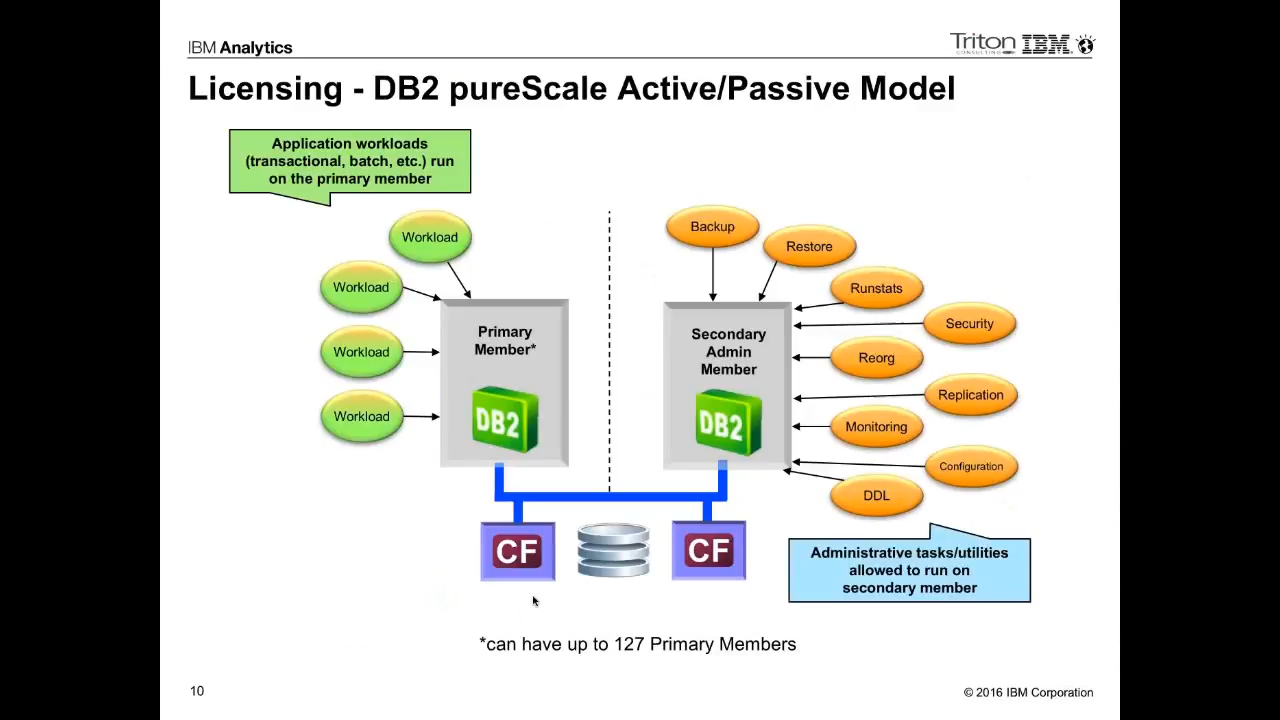 IBM Analytics
Triton
CONSULTING
IBM
Licensing - DB2 pureScale Active/Passive Model
Application workloads
(transactional, batch, etc.) run
on the primary member
Workload
Workload
Workload
Workload
Primary
Member*
DB2
Backup
Restore
Runstats
Security
Reorg
Replication
Monitoring
Configuration
DDL
Secondary
Admin
Member
DB2
CF
CF
Administrative tasks/utilities
allowed to run on
secondary member
*can have up to 127 Primary Members
10
© 2016 IBM Corporation